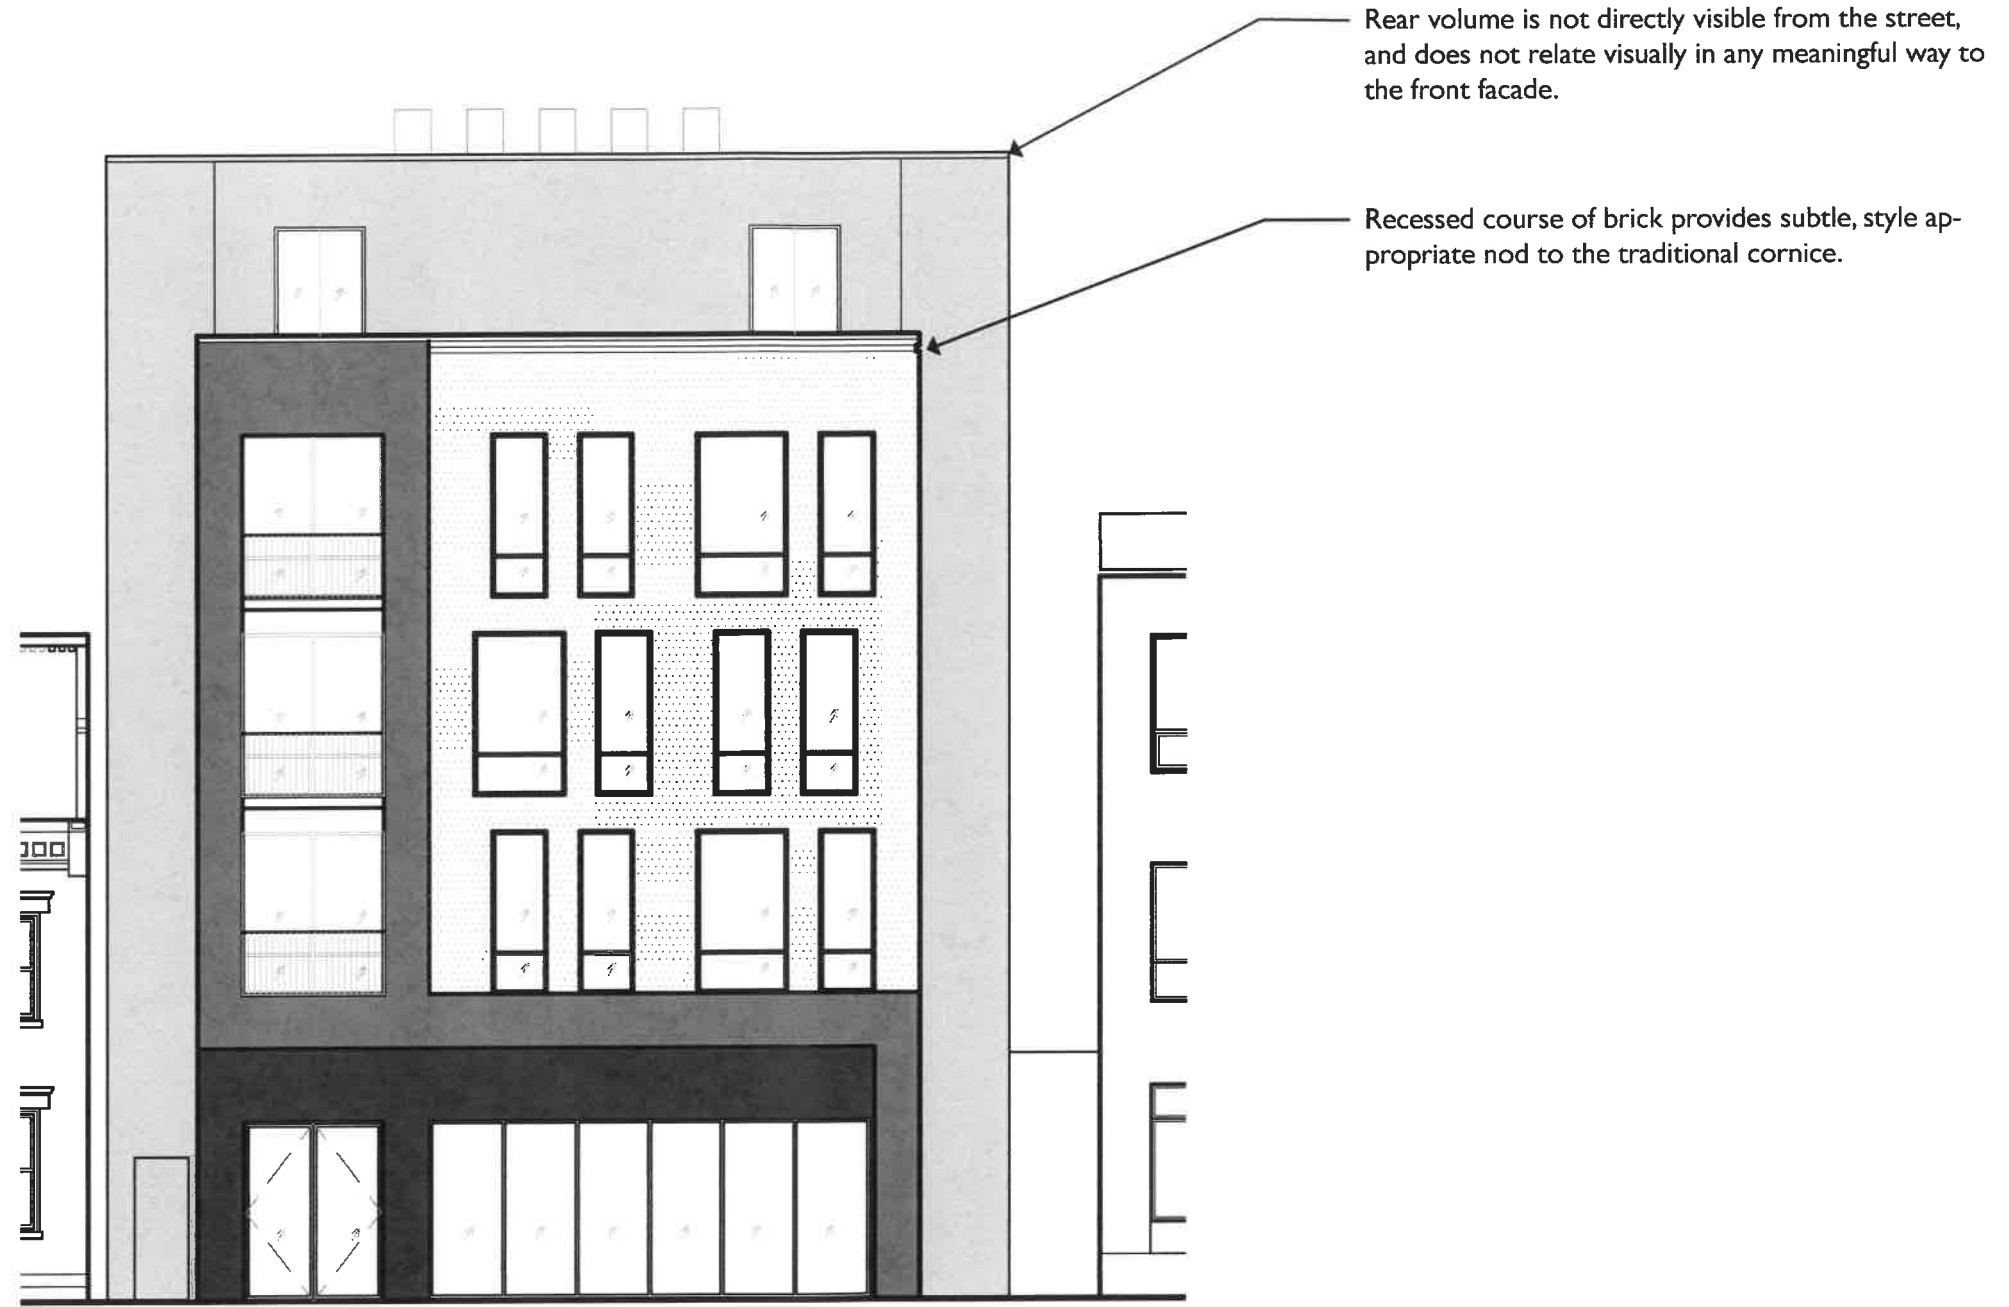 Rear volume is not directly visible from the street,
and does not relate visually in any meaningful way to
the front facade.
Recessed course of brick provides subtle, style ap-
propriate nod to the traditional cornice.